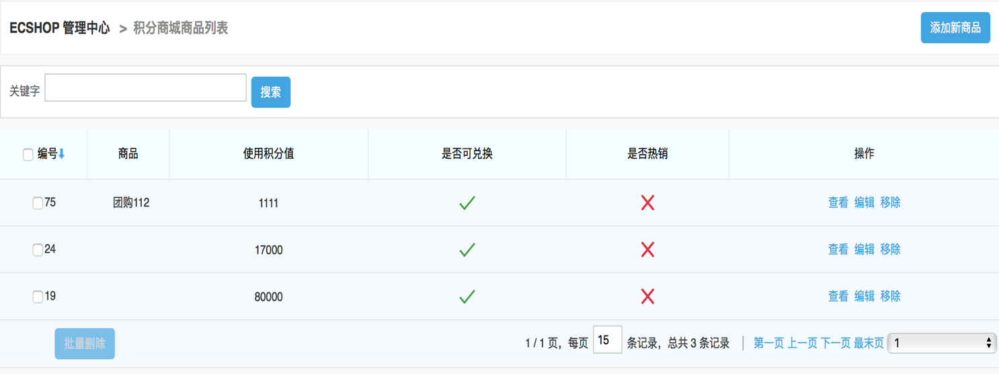 ECSHOP 管理中心 > 积分商城商品列表
添加新商品
关键字
搜索
编号 商品 使用积分值 是否可兑换 是否热销 操作
75 团购112 1111 查看 编辑 移除
24 17000 查看 编辑 移除
19 80000 查看 编辑 移除
批量删除 1 / 1 页，每页 15 条记录，总共 3 条记录 | 第一页 上一页 下一页 最末页 1